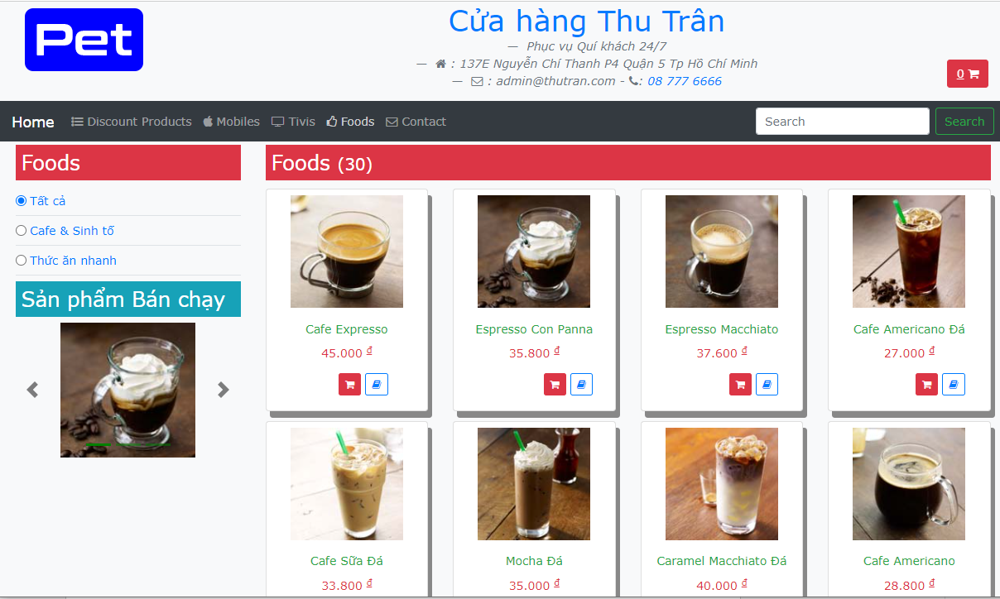 Pet
Cửa hàng Thu Trân
— Phục vụ Quí khách 24/7
— : 137E Nguyễn Chí Thanh P4 Quận 5 Tp Hồ Chí Minh
— : admin@thutran.com - : 08 777 6666
0
Home Discount Products Mobiles Tivis Foods Contact Search Search
Foods
Tất cả
Cafe & Sinh tố
Thức ăn nhanh
Sản phẩm Bán chạy
Foods (30)
Cafe Expresso Espresso Con Panna Espresso Macchiato Cafe Americano Đá
45.000 đ 35.800 đ 37.600 đ 27.000 đ
Cafe Sữa Đá Mocha Đá Caramel Macchiato Đá Cafe Americano
33.800 đ 35.000 đ 40.000 đ 28.800 đ